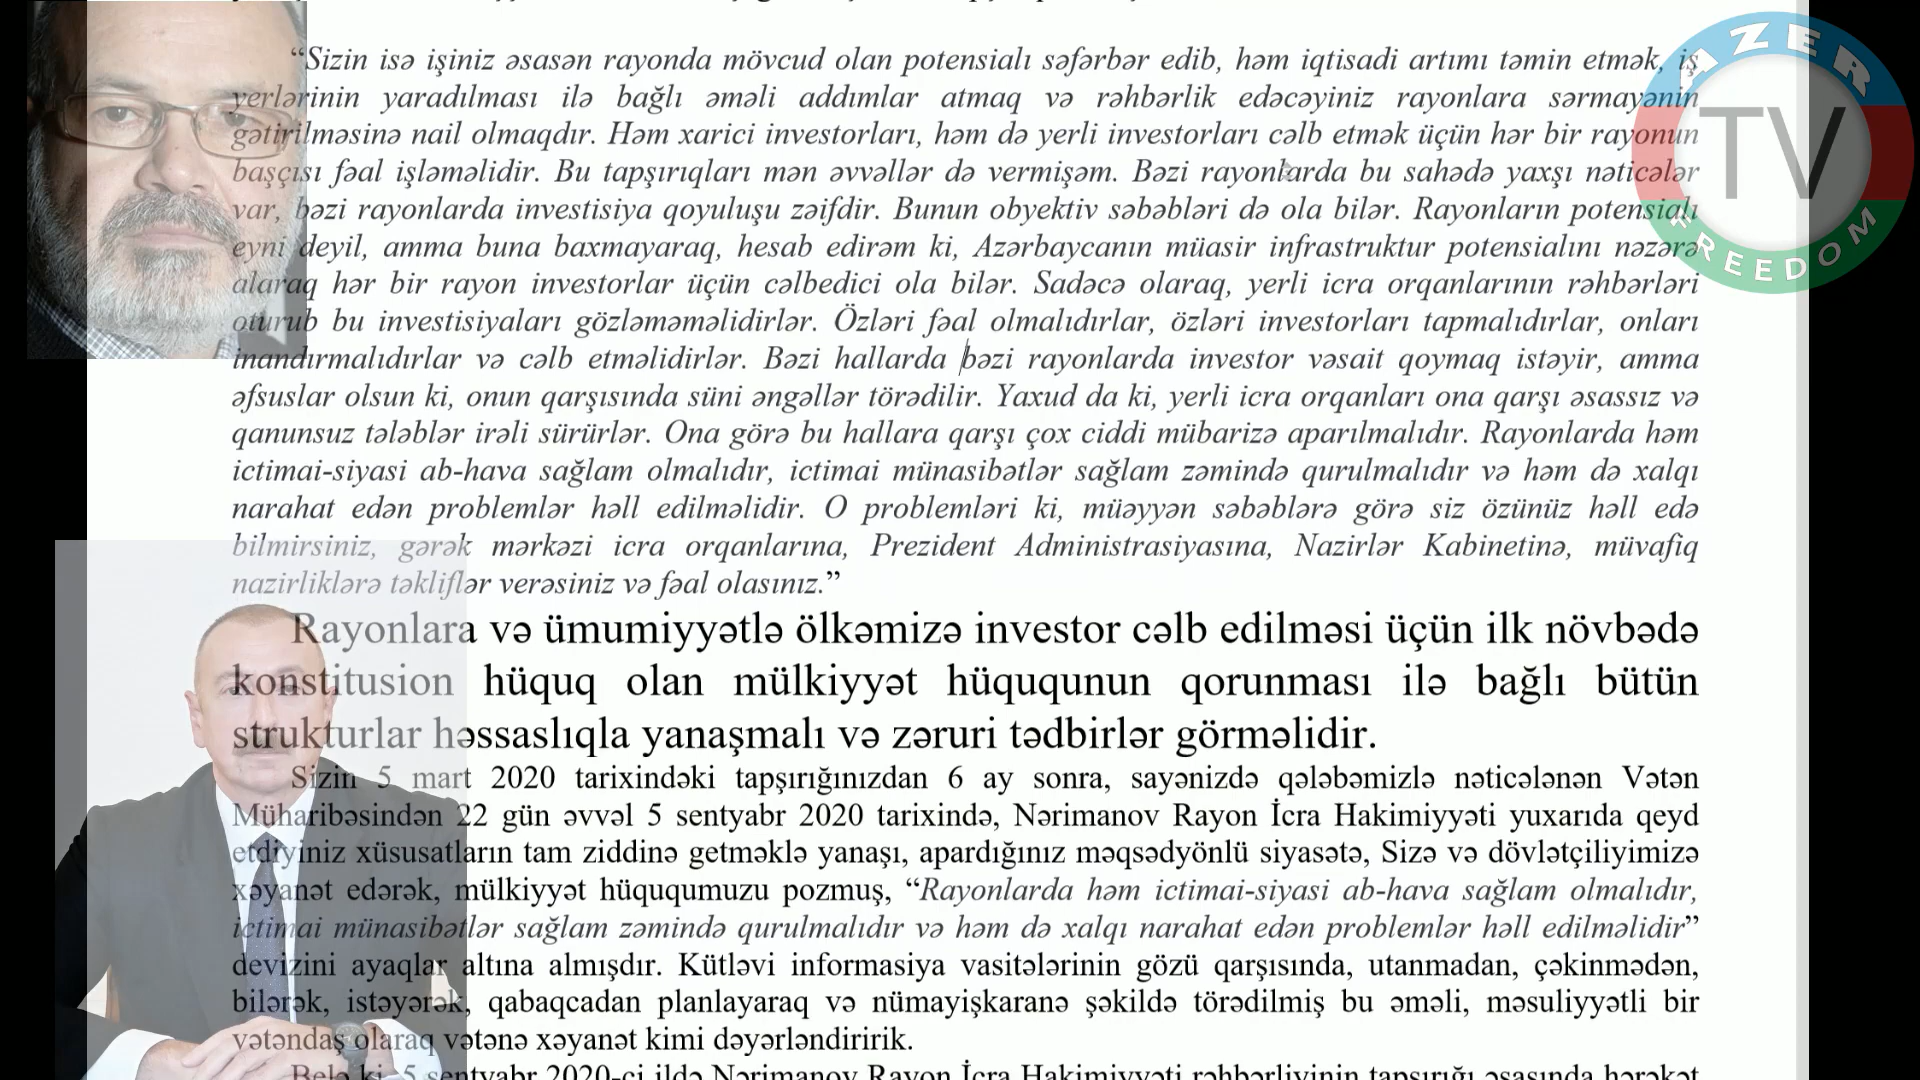 “Sizin isə işiniz əsasən rayonda mövcud olan potensialı səfərbər edib, həm iqtisadi artımı təmin etmək, iş
yerlərinin yaradılması ilə bağlı əməli addımlar atmaq və rəhbərlik edəcəyiniz rayonlara sərmayənin
gətirilməsinə nail olmaqdır. Həm xarici investorları, həm də yerli investorları cəlb etmək üçün hər bir rayonun
başçısı fəal işləməlidir. Bu tapşırıqları mən əvvəllər də vermişəm. Bəzi rayonlarda bu sahədə yaxşı nəticələr
var, bəzi rayonlarda investisiya qoyuluşu zəifdir. Bunun obyektiv səbəbləri də ola bilər. Rayonların potensialı
eyni deyil, amma buna baxmayaraq, hesab edirəm ki, Azərbaycanın müasir infrastruktur potensialını nəzərə
alaraq hər bir rayon investorlar üçün cəlbedici ola bilər. Sadəcə olaraq, yerli icra orqanlarının rəhbərləri
oturub bu investisiyaları gözləməməlidirlər. Özləri fəal olmalıdırlar, özləri investorları tapmalıdırlar, onları
inandırmalıdırlar və cəlb etməlidirlər. Bəzi hallarda bəzi rayonlarda investor vəsait qoymaq istəyir, amma
əfsuslar olsun ki, onun qarşısında süni əngəllər törədilir. Yaxud da ki, yerli icra orqanları ona qarşı əsassız və
qanunsuz tələblər irəli sürürlər. Ona görə bu hallara qarşı çox ciddi mübarizə aparılmalıdır. Rayonlarda həm
ictimai-siyasi ab-hava sağlam olmalıdır, ictimai münasibətlər sağlam zəmində qurulmalıdır və həm də xalqı
narahat edən problemlər həll edilməlidir. O problemləri ki, müəyyən səbəblərə görə siz özünüz həll edə
bilmirsiniz, gərək mərkəzi icra orqanlarına, Prezident Administrasiyasına, Nazirlər Kabinetinə, müvafiq
nazirliklərə təkliflər verəsiniz və fəal olasınız.”
Rayonlara və ümumiyyətlə ölkəmizə investor cəlb edilməsi üçün ilk növbədə
konstitusion hüquq olan mülkiyyət hüququnun qorunması ilə bağlı bütün
strukturlar həssaslıqla yanaşmalı və zəruri tədbirlər görməlidir.
Sizin 5 mart 2020 tarixindəki tapşırığınızdan 6 ay sonra, sayənizdə qələbəmizlə nəticələnən Vətən
Müharibəsindən 22 gün əvvəl 5 sentyabr 2020 tarixində, Nərimanov Rayon İcra Hakimiyyəti yuxarıda qeyd
etdiyiniz xüsusatların tam ziddinə getməklə yanaşı, apardığınız məqsədyönlü siyasətə, Sizə və dövlətçiliyimizə
xəyanət edərək, mülkiyyət hüququmuzu pozmuş, “Rayonlarda həm ictimai-siyasi ab-hava sağlam olmalıdır,
ictimai münasibətlər sağlam zəmində qurulmalıdır və həm də xalqı narahat edən problemlər həll edilməlidir”
devizini ayaqlar altına almışdır. Kütləvi informasiya vasitələrinin gözü qarşısında, utanmadan, çəkinmədən,
bilərək, istəyərək, qabaqcadan planlayaraq və nümayişkaranə şəkildə törədilmiş bu əməli, məsuliyyətli bir
vətəndaş olaraq vətənə xəyanət kimi dəyərləndiririk.
Belə ki, 5 sentyabr 2020-ci ildə Nərimanov Rayon İcra Hakimiyyəti rəhbərliyinin tapşırığı əsasında hərəkət
AZER
TV
FREEDOM